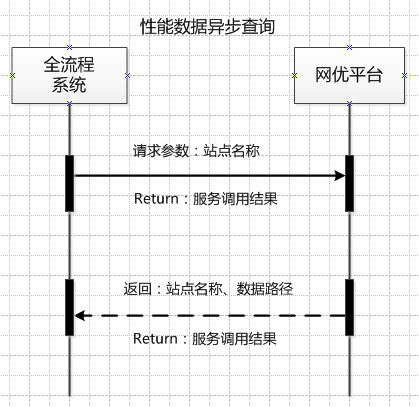 性能数据异步查询
全流程
系统
网优平台
请求参数：站点名称
Return：服务调用结果
返回：站点名称、数据路径
Return：服务调用结果